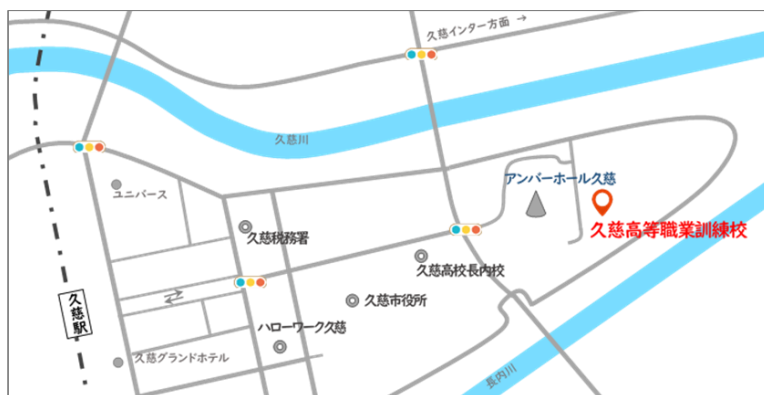 久慈インター方面 →
久慈川
アンバーホール久慈
ユニバース
久慈高等職業訓練校
久慈税務署
久慈高校長内校
久慈市役所
久慈駅
ハローワーク久慈
久慈グランドホテル
長内川